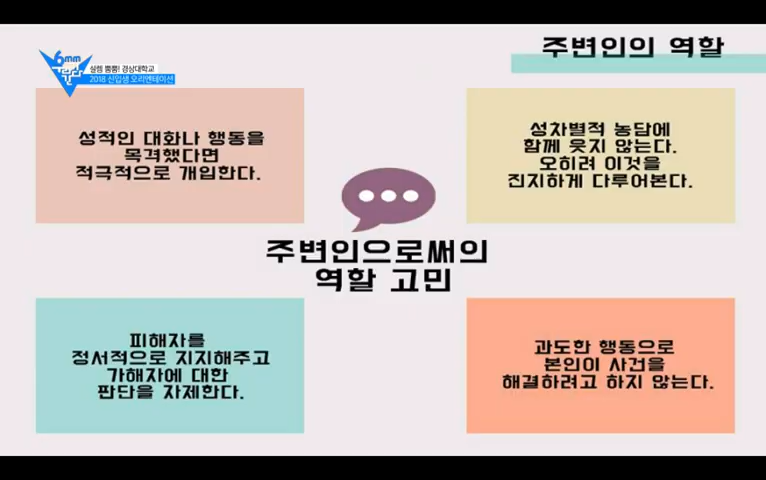 주변인의 역할
6mm
설렘 뿜뿜! 경상대학교
2018 신입생 오리엔테이션
성적인 대화나 행동을
목격했다면
적극적으로 개입한다.
성차별적 농담에
함께 웃지 않는다.
오히려 이것을
진지하게 다루어본다.
주변인으로써의
역할 고민
피해자를
정서적으로 지지해주고
가해자에 대한
판단을 자제한다.
과도한 행동으로
본인이 사건을
해결하려고 하지 않는다.